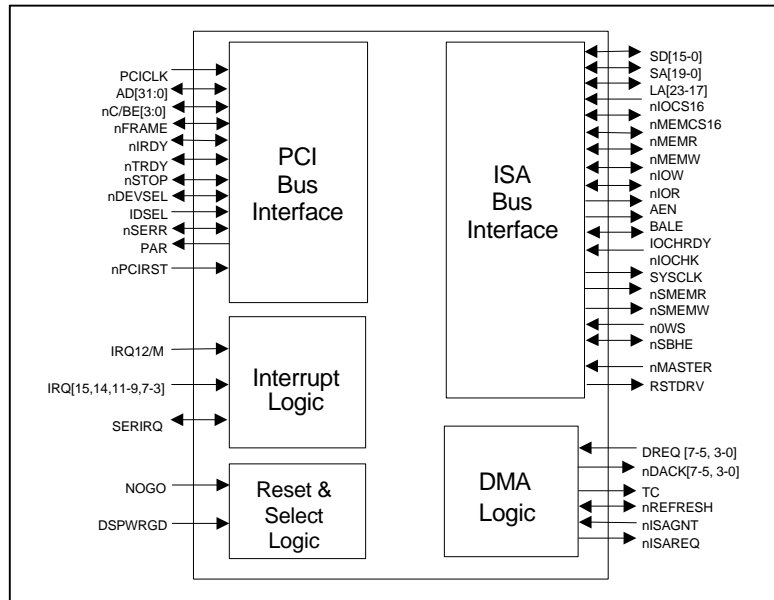 PCICLK
AD[31:0]
nC/BE[3:0]
nFRAME
nIRDY
nTRDY
nSTOP
nDEVSEL
IDSEL
nSERR
PAR
nPCIRST
PCI
Bus
Interface
ISA
Bus
Interface
SD[15-0]
SA[19-0]
LA[23-17]
nIOCS16
nMEMCS16
nMEMR
nMEMW
nIOW
nIOR
AEN
BALE
IOCHRDY
nIOCHK
SYSCLK
nSMEMR
nSMEMW
n0WS
nSBHE
nMASTER
RSTDRV
IRQ12/M
IRQ[15,14,11-9,7-3]
SERIRQ
Interrupt
Logic
NOGO
DSPWRGD
Reset &
Select
Logic
DMA
Logic
DREQ [7-5, 3-0]
nDACK[7-5, 3-0]
TC
nREFRESH
nISAGNT
nISAREQ